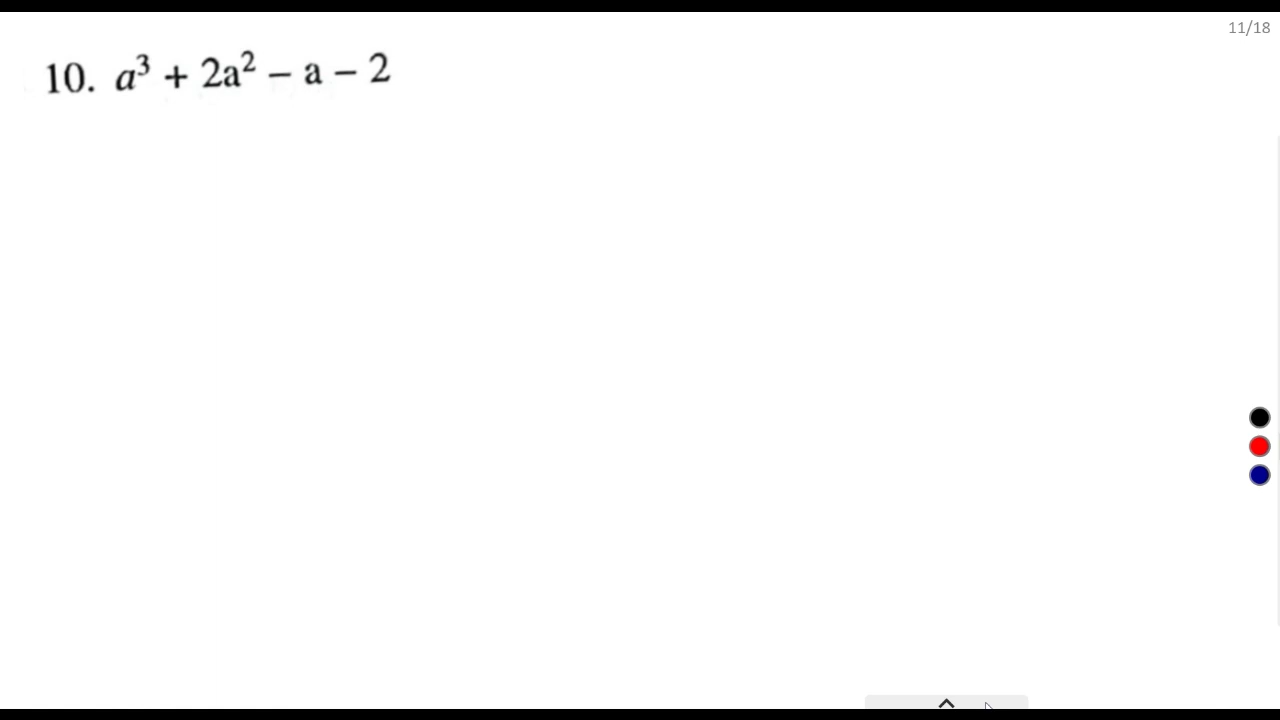 11/18
10. a³ + 2a² − a − 2